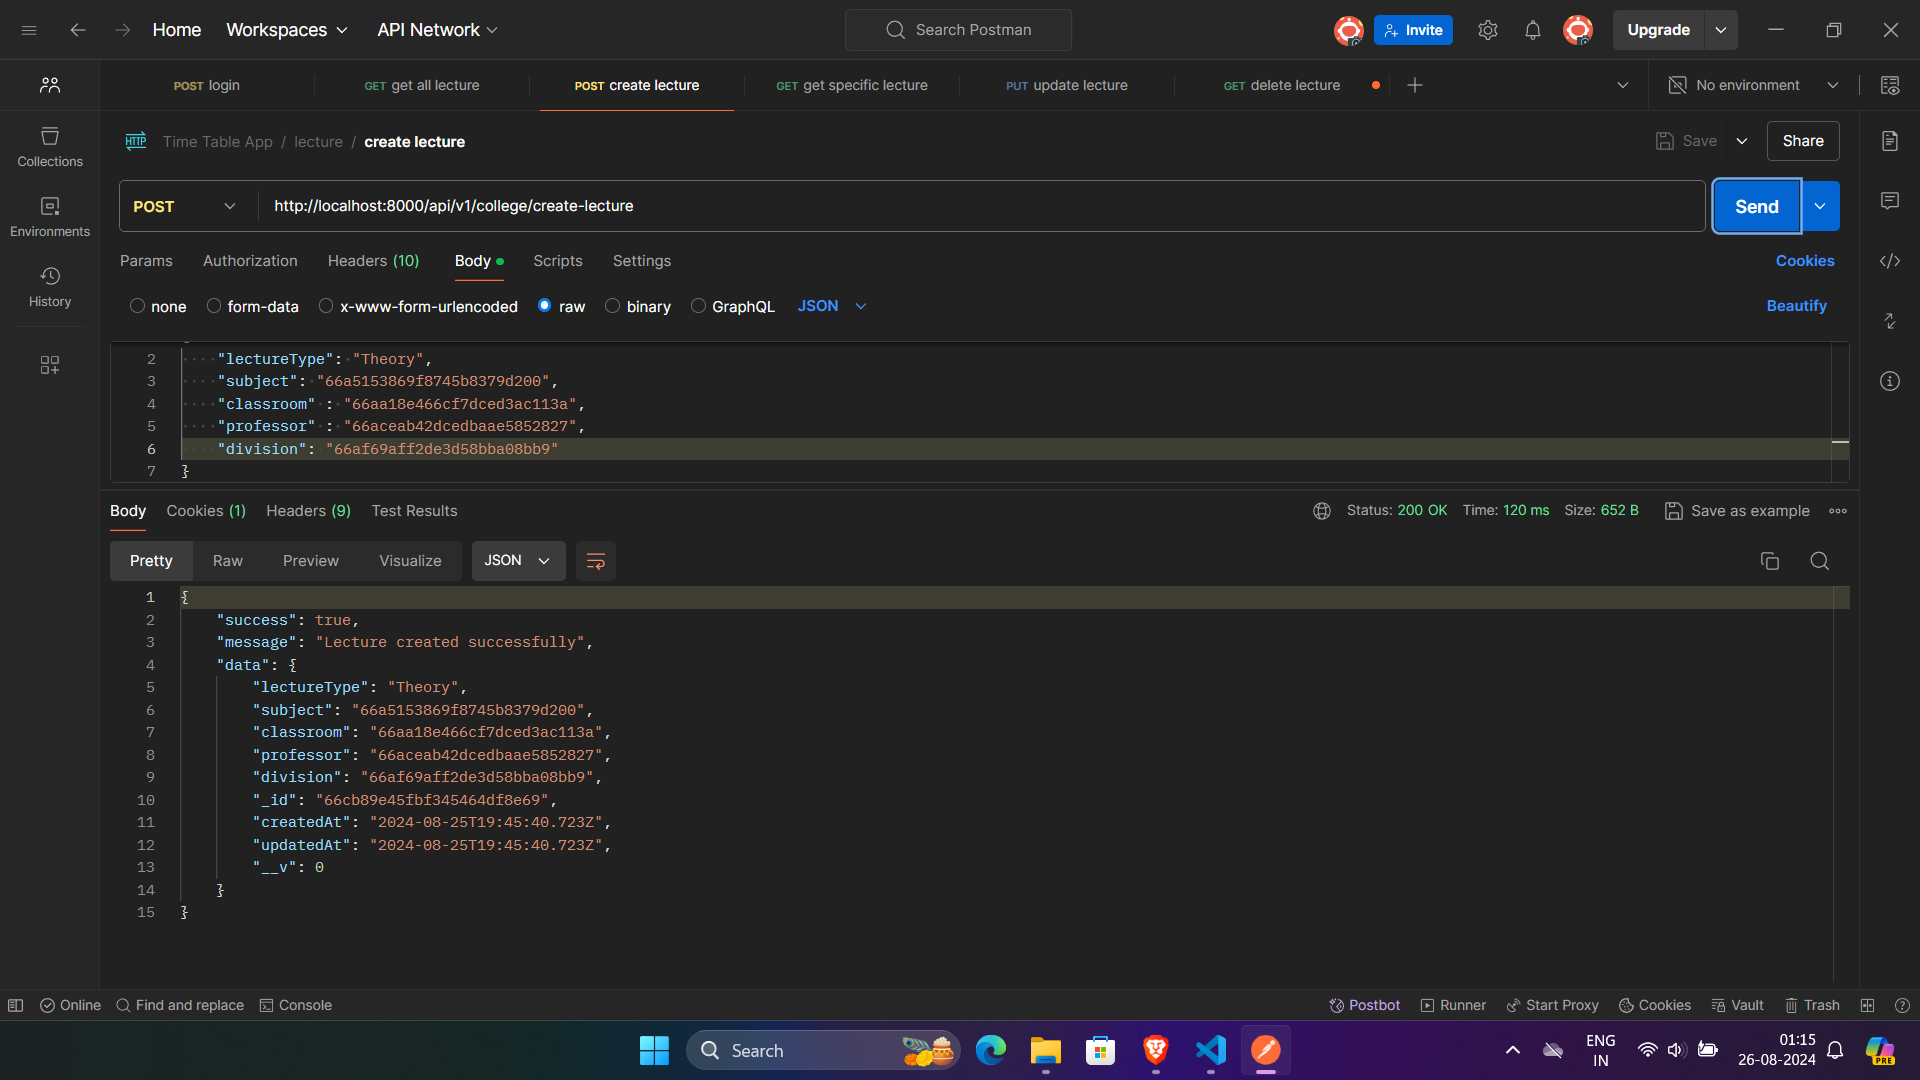 Home Workspaces API Network Search Postman Invite Upgrade
POST login GET get all lecture POST create lecture GET get specific lecture PUT update lecture GET delete lecture No environment
HTTP Time Table App / lecture / create lecture Save Share
Collections
POST http://localhost:8000/api/v1/college/create-lecture Send
Environments
Params Authorization Headers (10) Body Scripts Settings Cookies
History
none form-data x-www-form-urlencoded raw binary GraphQL JSON Beautify
2 "lectureType": "Theory",
3 "subject": "66a5153869f8745b8379d200",
4 "classroom" : "66aa18e466cf7dced3ac113a",
5 "professor" : "66aceab42dcedbaae5852827",
6 "division": "66af69aff2de3d58bba08bb9"
7 }
Body Cookies (1) Headers (9) Test Results Status: 200 OK Time: 120 ms Size: 652 B Save as example
Pretty Raw Preview Visualize JSON
1 {
2 "success": true,
3 "message": "Lecture created successfully",
4 "data": {
5 "lectureType": "Theory",
6 "subject": "66a5153869f8745b8379d200",
7 "classroom": "66aa18e466cf7dced3ac113a",
8 "professor": "66aceab42dcedbaae5852827",
9 "division": "66af69aff2de3d58bba08bb9",
10 "_id": "66cb89e45fbf345464df8e69",
11 "createdAt": "2024-08-25T19:45:40.723Z",
12 "updatedAt": "2024-08-25T19:45:40.723Z",
13 "__v": 0
14 }
15 }
Online Find and replace Console Postbot Runner Start Proxy Cookies Vault Trash
Search ENG 01:15
IN 26-08-2024 PRE